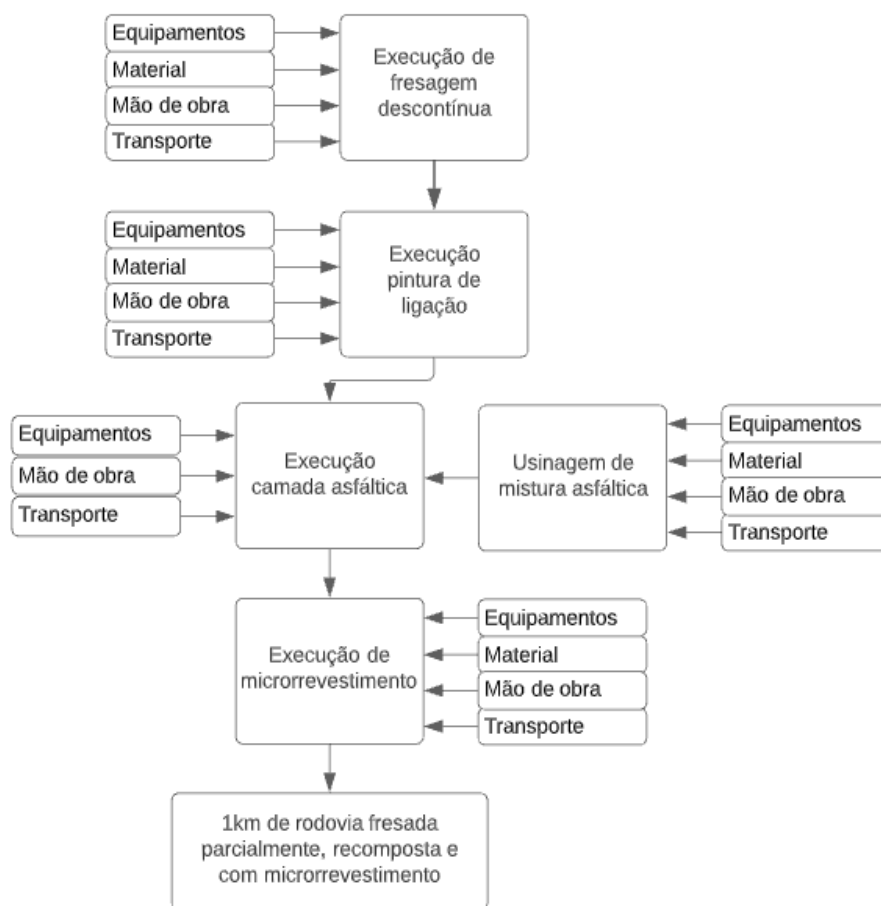 Equipamentos
Material
Mão de obra
Transporte
Execução de
fresagem
descontínua
Equipamentos
Material
Mão de obra
Transporte
Execução
pintura de
ligação
Equipamentos
Mão de obra
Transporte
Execução
camada asfáltica
Usinagem de
mistura asfáltica
Equipamentos
Material
Mão de obra
Transporte
Execução de
microrrevestimento
Equipamentos
Material
Mão de obra
Transporte
1km de rodovia fresada
parcialmente, recomposta e
com microrrevestimento